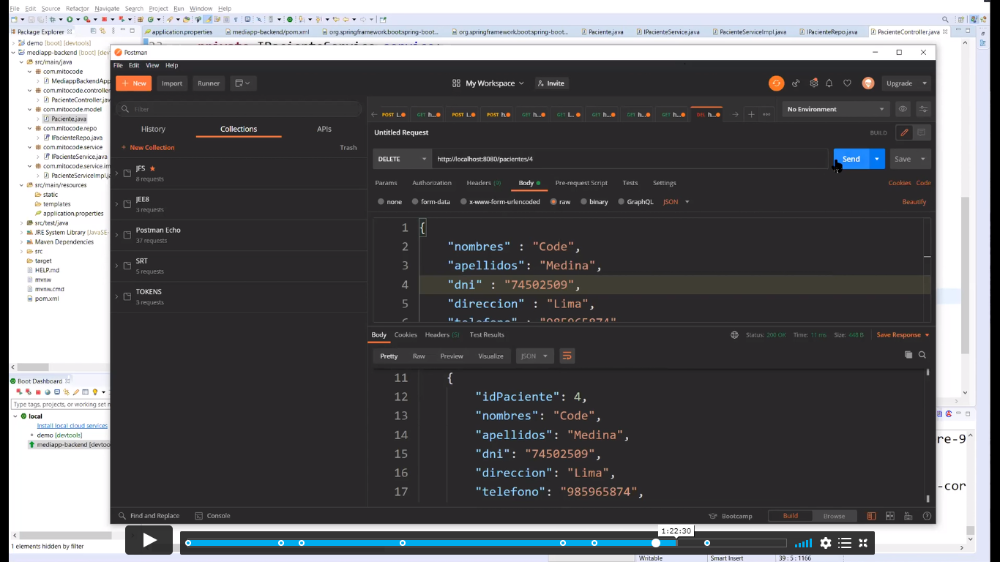 File Edit Source Refactor Navigate Search Project Run Window Help
Package Explorer
application.properties mediapp-backend/pom.xml org.springframework.bootspring-boot... org.springframework.boot:spring-boot... Paciente.java IPacienteService.java PacienteServiceImpl.java IPacienteRepo.java PacienteController.java
demo [boot] [devtools]
mediapp-backend [boot] [dev
src/main/java
com.mitocode
MediappBackendApp
com.mitocode.controller
PacienteController.jav
com.mitocode.model
Paciente.java
com.mitocode.repo
IPacienteRepo.java
com.mitocode.service
IPacienteService.java
com.mitocode.service.im
PacienteServiceImpl.j
src/main/resources
static
templates
application.properties
src/test/java
JRE System Library [JavaSE-
Maven Dependencies
src
target
HELP.md
mvnw
mvnw.cmd
pom.xml
Boot Dashboard
Type tags, projects, or working set
local
Install local cloud services
demo [devtools]
mediapp-backend [devtoo
1 elements hidden by filter
Postman
File Edit View Help
New Import Runner My Workspace Invite Upgrade
Filter
History Collections APIs
New Collection Trash
JFS
8 requests
JEE8
3 requests
Postman Echo
37 requests
SRT
5 requests
TOKENS
3 requests
POST l... GET h... POST l... POST h... GET h... GET l... GET h... GET h... GET h... DEL h... No Environment
Untitled Request BUILD
DELETE http://localhost:8080/pacientes/4 Send Save
Params Authorization Headers (9) Body Pre-request Script Tests Settings Cookies Code
none form-data x-www-form-urlencoded raw binary GraphQL JSON Beautify
1 {
2 "nombres" : "Code",
3 "apellidos": "Medina",
4 "dni" : "74502509",
5 "direccion" : "Lima",
6 "telefono" : "985965874"
Body Cookies Headers (5) Test Results Status: 200 OK Time: 11 ms Size: 448 B Save Response
Pretty Raw Preview Visualize JSON
11 {
12 "idPaciente": 4,
13 "nombres": "Code",
14 "apellidos": "Medina",
15 "dni": "74502509",
16 "direccion": "Lima",
17 "telefono": "985965874",
Find and Replace Console Bootcamp Build Browse
re-9
-cor
1:22:30
Writable Smart Insert 39 : 5 : 1166